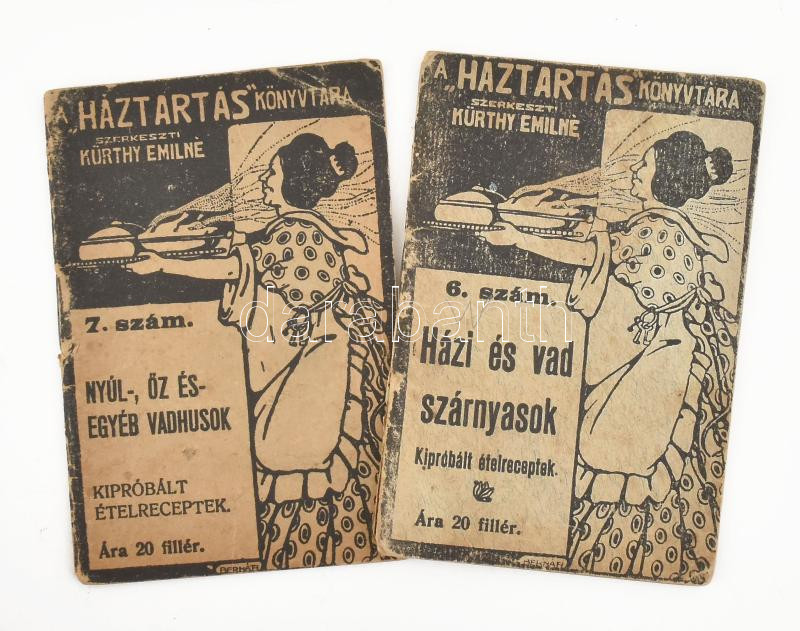 A „HÁZTARTÁS“ KÖNYVTÁRA
SZERKESZTI
KÜRTHY EMILNÉ
7. szám.
NYÚL-, ŐZ ÉS-
EGYÉB VADHUSOK
KIPRÓBÁLT
ÉTELRECEPTEK.
Ára 20 fillér.
A „HÁZTARTÁS“ KÖNYVTÁRA
SZERKESZTI
KÜRTHY EMILNÉ
6. szám.
Házi és vad
szárnyasok
Kipróbált ételreceptek.
Ára 20 fillér.
darabanth